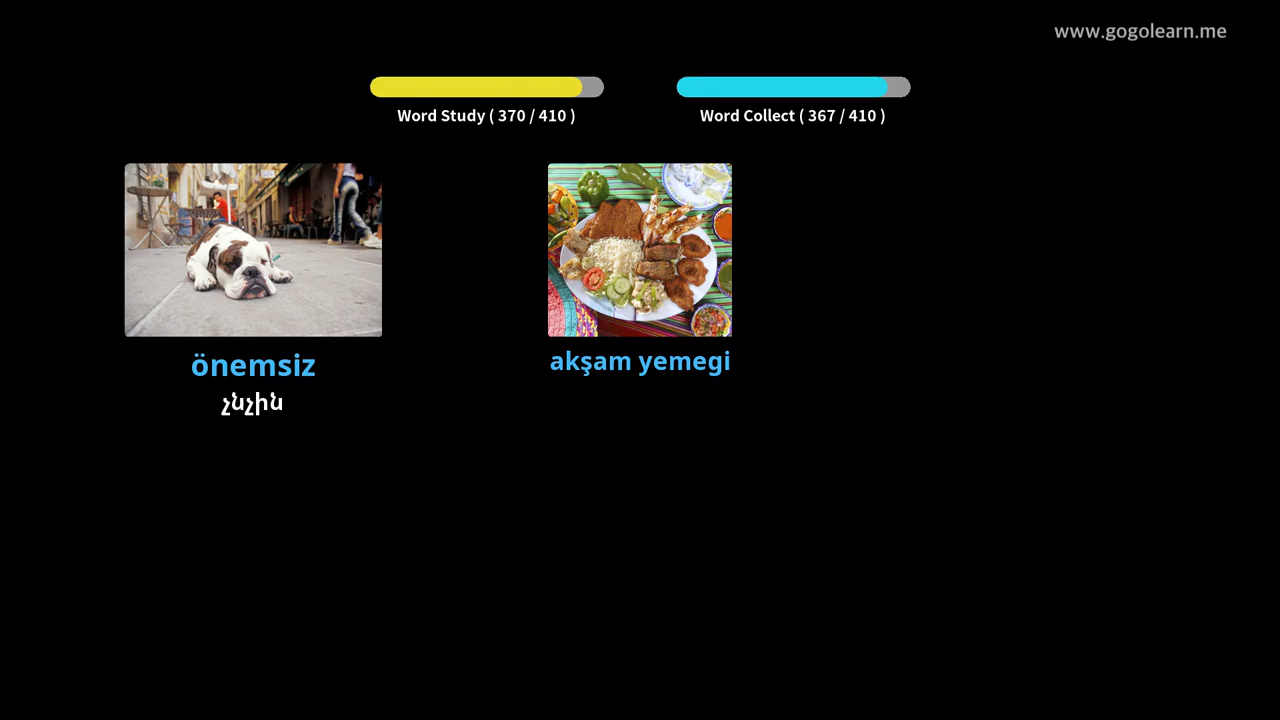 www.gogolearn.me
Word Study ( 370 / 410 )
Word Collect ( 367 / 410 )
önemsiz
չնչին
akşam yemegi